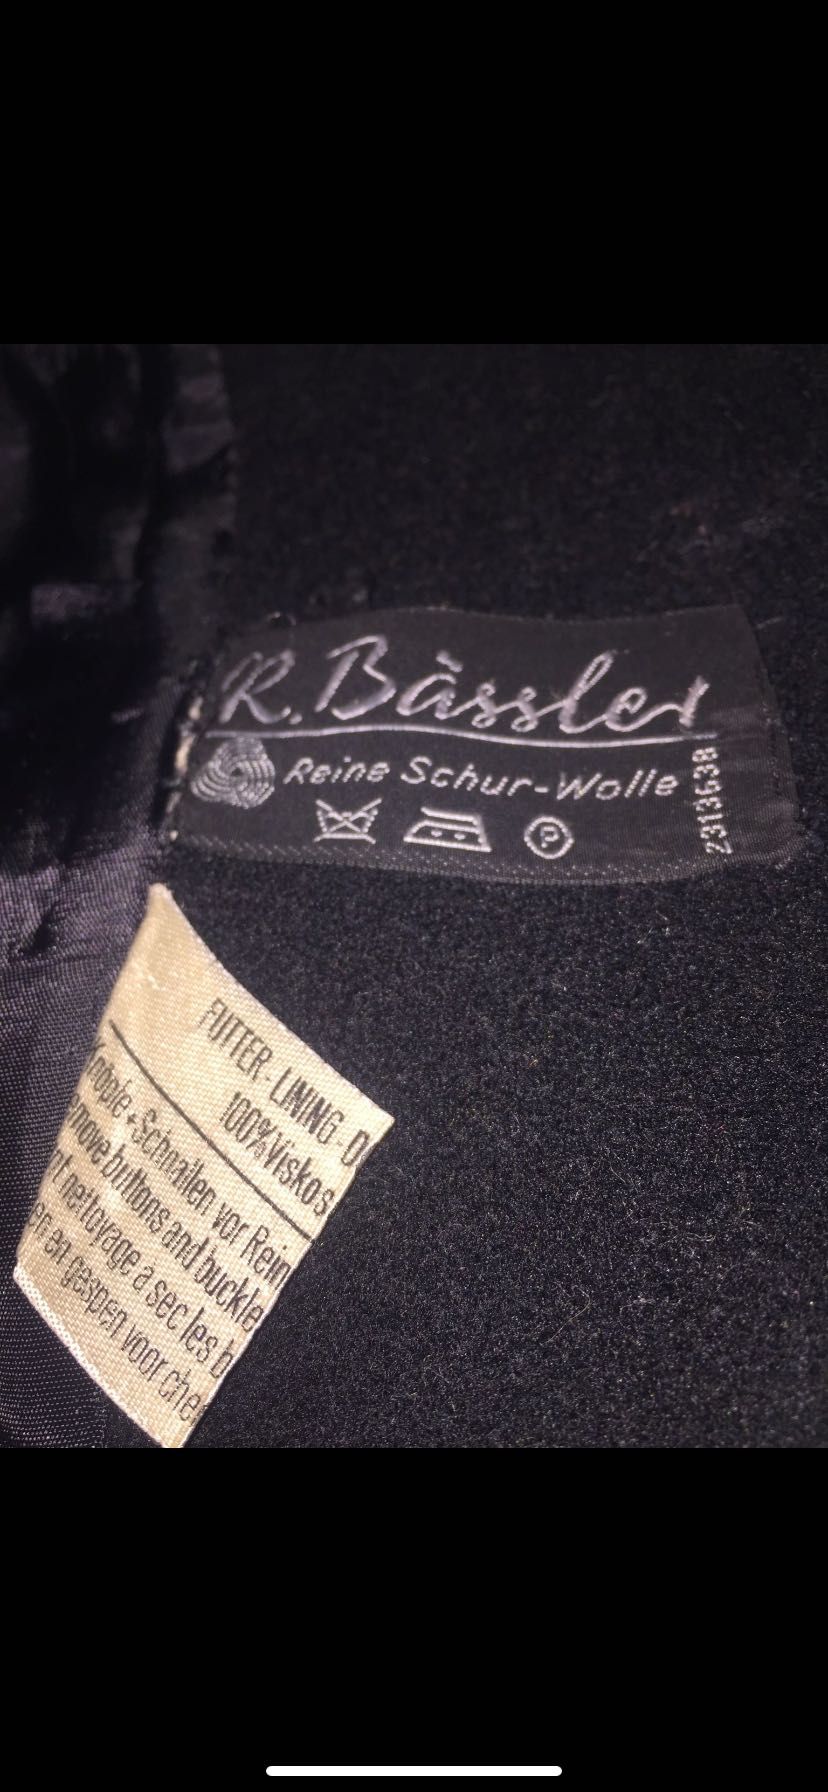 R. Bässler
Reine Schur-Wolle
P
2313638
FUTTER-LINING-D
100%Viskos
Knöpfe+Schnallen vor Rein
move buttons and buckle
nt nettoyage à sec les b
en en gespen voor che